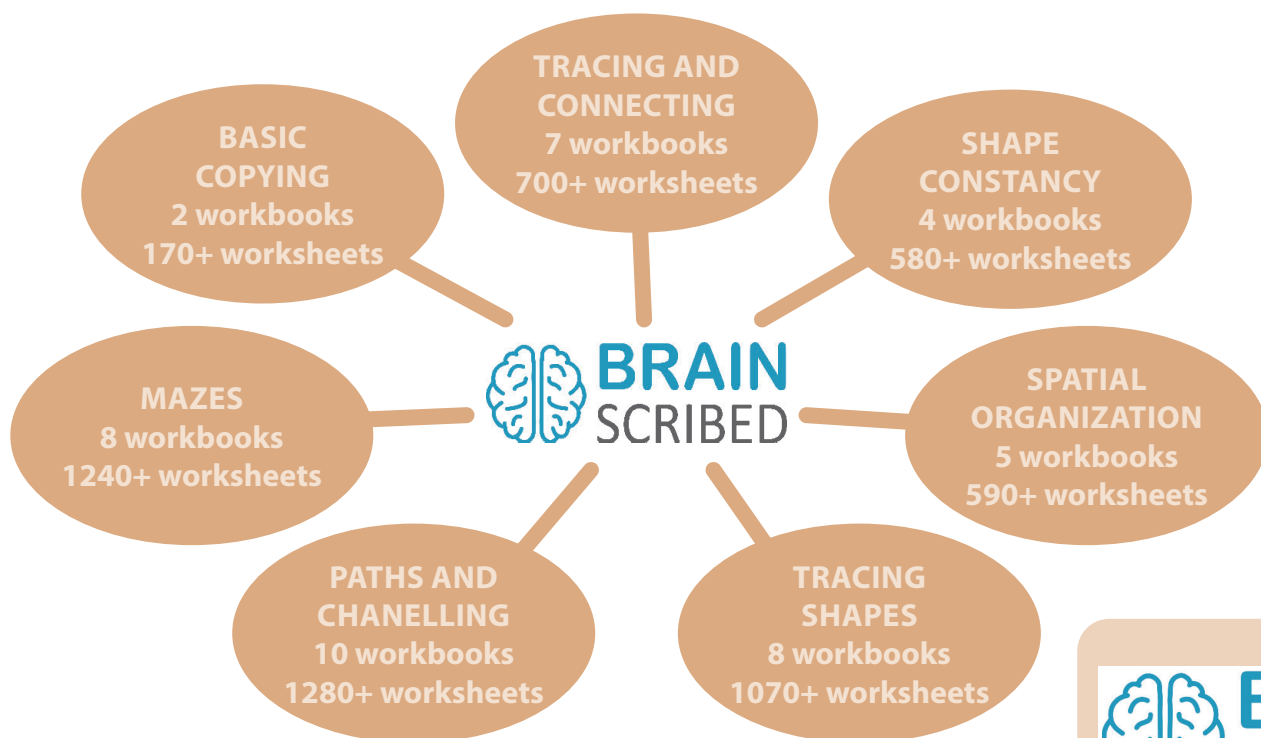 TRACING AND
CONNECTING
7 workbooks
700+ worksheets
BASIC
COPYING
2 workbooks
170+ worksheets
SHAPE
CONSTANCY
4 workbooks
580+ worksheets
BRAIN
SCRIBED
MAZES
8 workbooks
1240+ worksheets
SPATIAL
ORGANIZATION
5 workbooks
590+ worksheets
PATHS AND
CHANELLING
10 workbooks
1280+ worksheets
TRACING
SHAPES
8 workbooks
1070+ worksheets